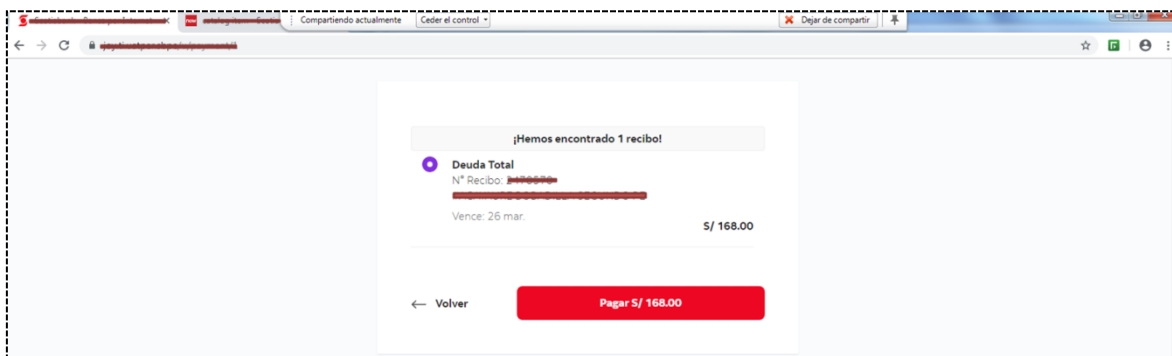 Compartiendo actualmente
Ceder el control
Dejar de compartir
¡Hemos encontrado 1 recibo!
Deuda Total
N° Recibo:
Vence: 26 mar.
S/ 168.00
Volver
Pagar S/ 168.00